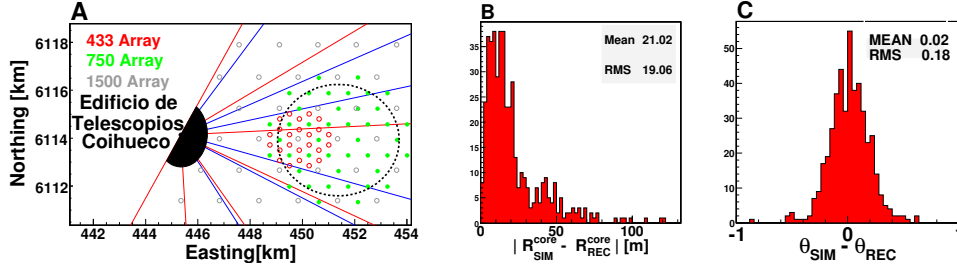 A
433 Array
750 Array
1500 Array
Edificio de
Telescopios
Coihueco
Northing [km]
6118
6116
6114
6112
442 444 446 448 450 452 454
Easting[km]
B
Mean 21.02
RMS 19.06
35
30
25
20
15
10
5
0
0 50 100
| R^core_SIM - R^core_REC | [m]
C
MEAN 0.02
RMS 0.18
50
40
30
20
10
0
-1 0 1
θ_SIM - θ_REC